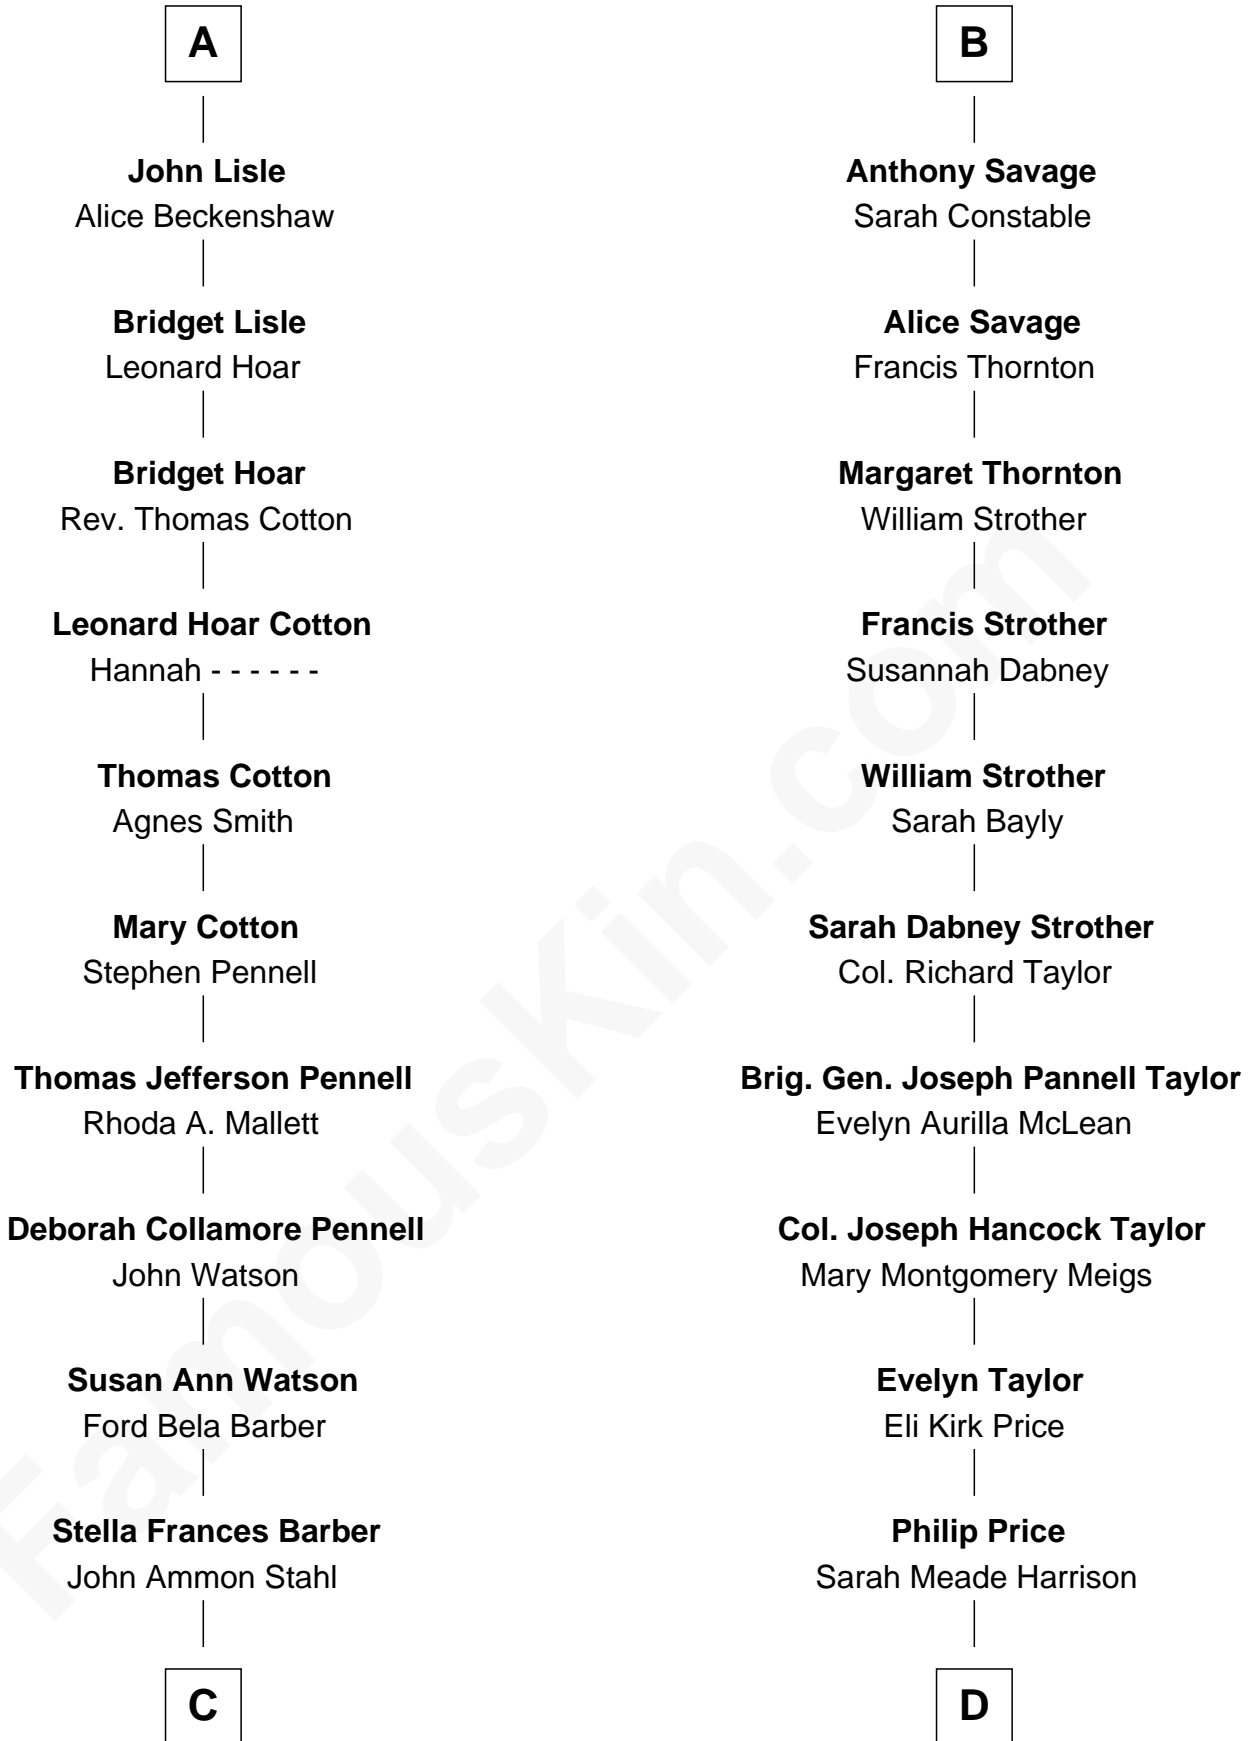 A
John Lisle
Alice Beckenshaw
Bridget Lisle
Leonard Hoar
Bridget Hoar
Rev. Thomas Cotton
Leonard Hoar Cotton
Hannah - - - - - -
Thomas Cotton
Agnes Smith
Mary Cotton
Stephen Pennell
Thomas Jefferson Pennell
Rhoda A. Mallett
Deborah Collamore Pennell
John Watson
Susan Ann Watson
Ford Bela Barber
Stella Frances Barber
John Ammon Stahl
C
B
Anthony Savage
Sarah Constable
Alice Savage
Francis Thornton
Margaret Thornton
William Strother
Francis Strother
Susannah Dabney
William Strother
Sarah Bayly
Sarah Dabney Strother
Col. Richard Taylor
Brig. Gen. Joseph Pannell Taylor
Evelyn Aurilla McLean
Col. Joseph Hancock Taylor
Mary Montgomery Meigs
Evelyn Taylor
Eli Kirk Price
Philip Price
Sarah Meade Harrison
D
FamousKin.com